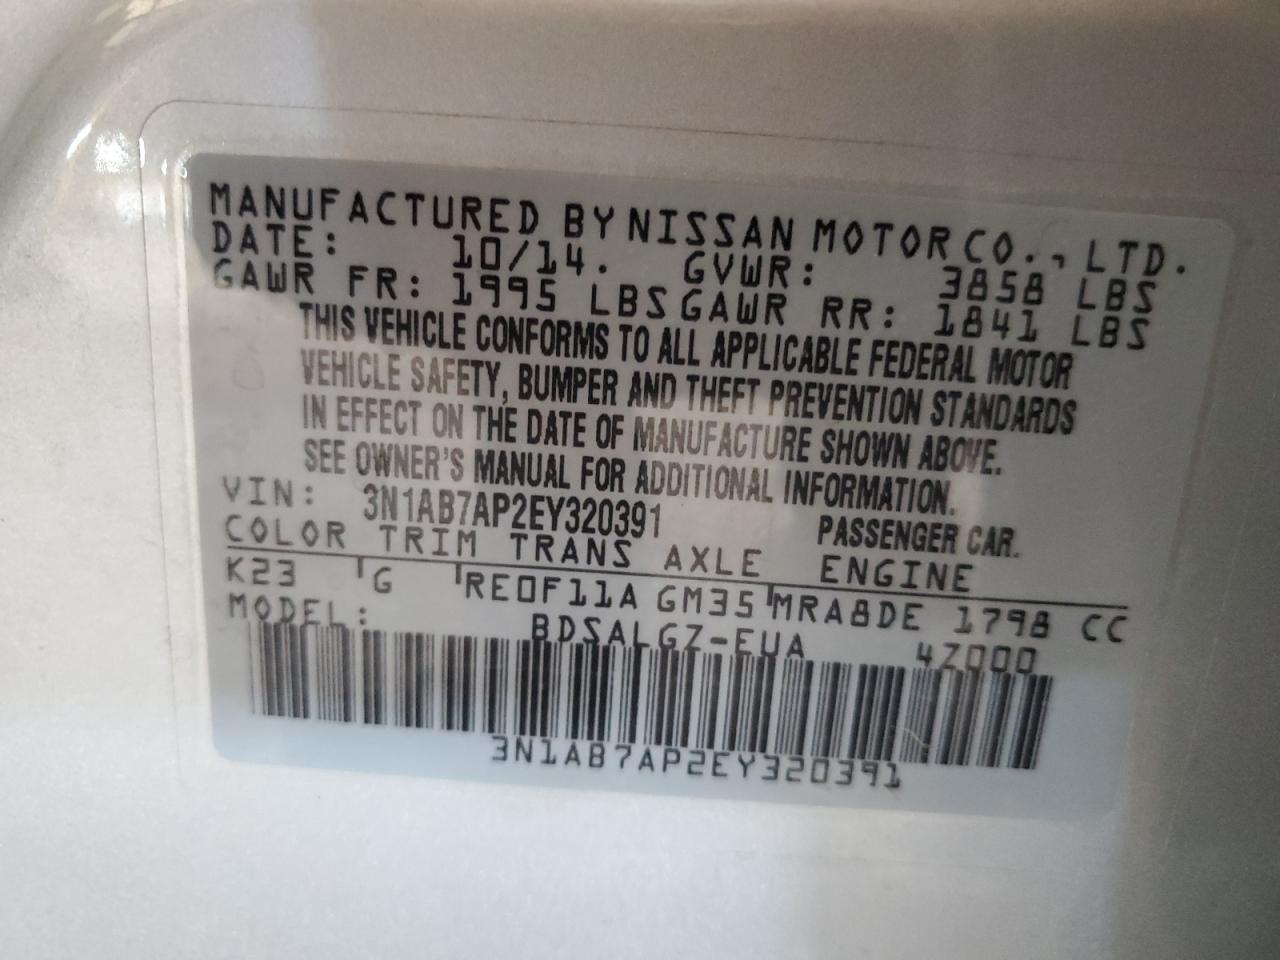 MANUFACTURED BY NISSAN MOTOR CO., LTD.
DATE: 10/14. GVWR: 3858 LBS
GAWR FR: 1995 LBS GAWR RR: 1841 LBS
THIS VEHICLE CONFORMS TO ALL APPLICABLE FEDERAL MOTOR
VEHICLE SAFETY, BUMPER AND THEFT PREVENTION STANDARDS
IN EFFECT ON THE DATE OF MANUFACTURE SHOWN ABOVE.
SEE OWNER'S MANUAL FOR ADDITIONAL INFORMATION.
VIN: 3N1AB7AP2EY320391 PASSENGER CAR.
COLOR TRIM TRANS AXLE ENGINE
K23 G RE0F11A GM35 MRA8DE 1798 CC
MODEL: BDSALGZ-EUA 4Z000
3N1AB7AP2EY320391